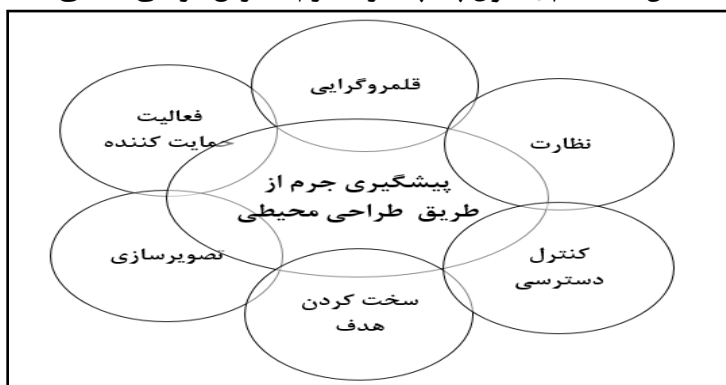 قلمروگرایی
فعالیت
حمایت کننده
نظارت
پیشگیری جرم از
طریق طراحی محیطی
تصویرسازی
کنترل
دسترسی
سخت کردن
هدف